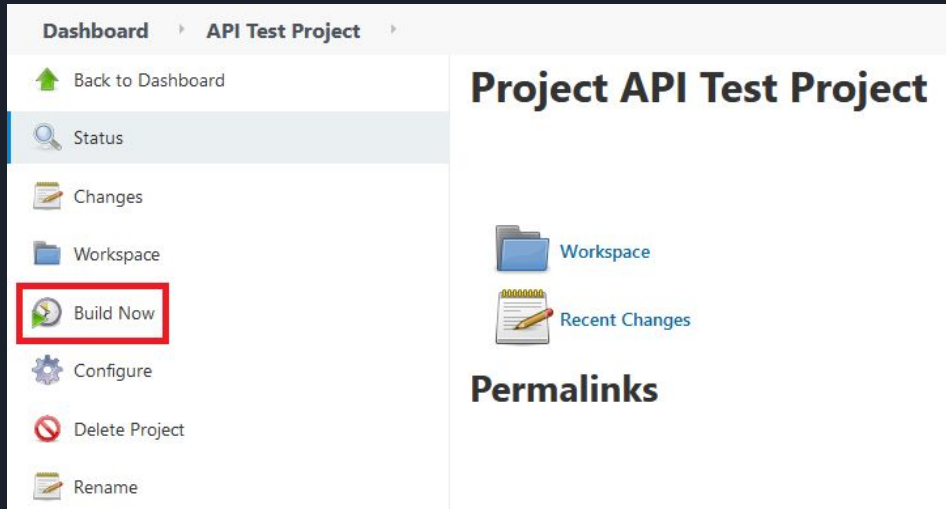 Dashboard API Test Project
Back to Dashboard
Status
Changes
Workspace
Build Now
Configure
Delete Project
Rename
Project API Test Project
Workspace
Recent Changes
Permalinks